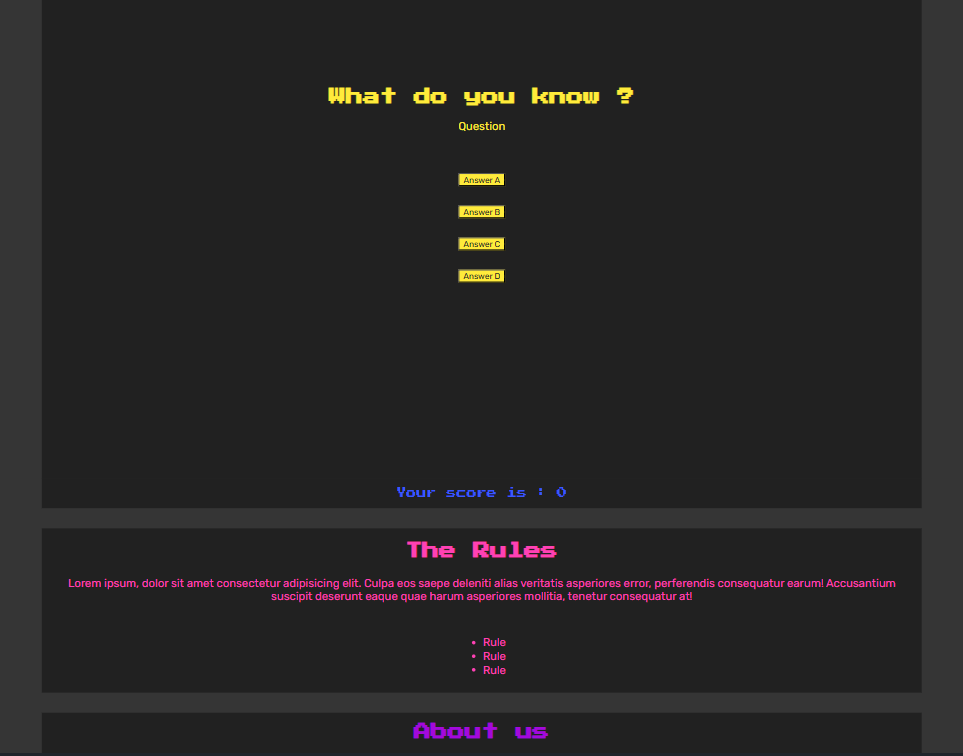 What do you know ?
Question
Answer A
Answer B
Answer C
Answer D
Your score is : 0
The Rules
Lorem ipsum, dolor sit amet consectetur adipisicing elit. Culpa eos saepe deleniti alias veritatis asperiores error, perferendis consequatur earum! Accusantium
suscipit deserunt eaque quae harum asperiores mollitia, tenetur consequatur at!
• Rule
• Rule
• Rule
About us